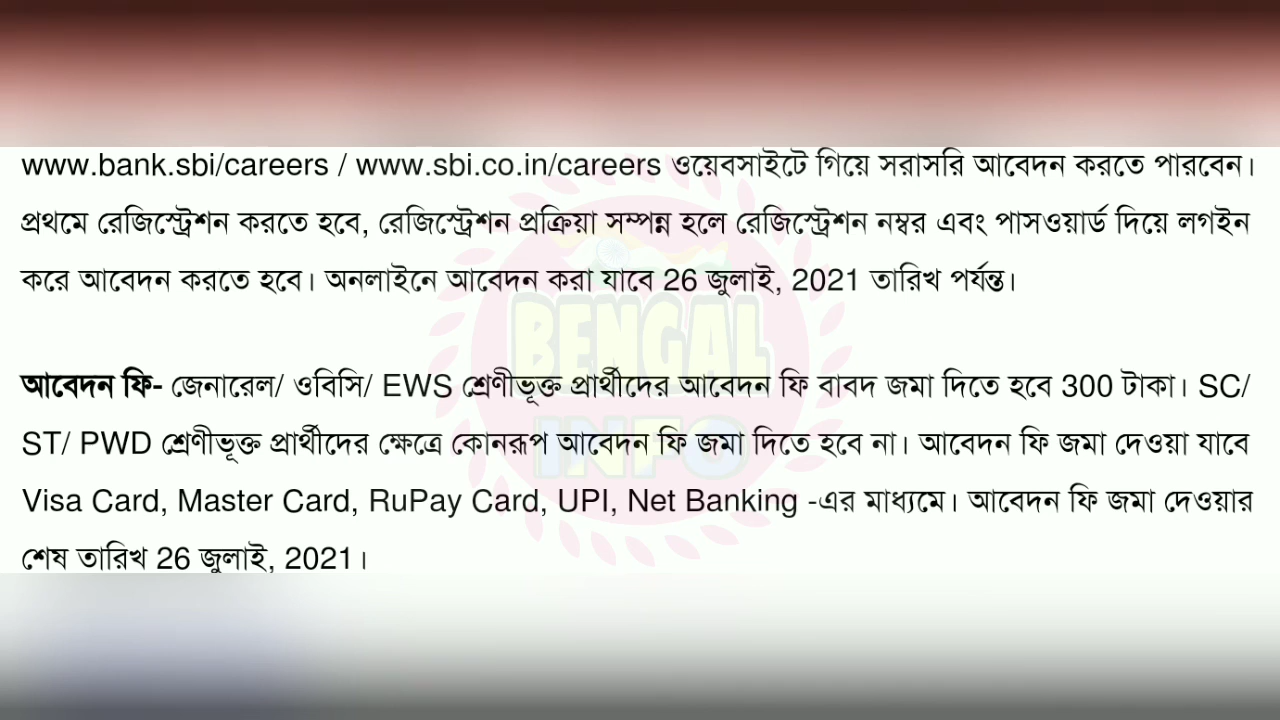 www.bank.sbi/careers / www.sbi.co.in/careers ওয়েবসাইটে গিয়ে সরাসরি আবেদন করতে পারবেন।
প্রথমে রেজিস্ট্রেশন করতে হবে, রেজিস্ট্রেশন প্রক্রিয়া সম্পন্ন হলে রেজিস্ট্রেশন নম্বর এবং পাসওয়ার্ড দিয়ে লগইন
করে আবেদন করতে হবে। অনলাইনে আবেদন করা যাবে 26 জুলাই, 2021 তারিখ পর্যন্ত।
আবেদন ফি- জেনারেল/ ওবিসি/ EWS শ্রেণীভূক্ত প্রার্থীদের আবেদন ফি বাবদ জমা দিতে হবে 300 টাকা। SC/
ST/ PWD শ্রেণীভূক্ত প্রার্থীদের ক্ষেত্রে কোনরূপ আবেদন ফি জমা দিতে হবে না। আবেদন ফি জমা দেওয়া যাবে
Visa Card, Master Card, RuPay Card, UPI, Net Banking -এর মাধ্যমে। আবেদন ফি জমা দেওয়ার
শেষ তারিখ 26 জুলাই, 2021।
BENGAL
INFO